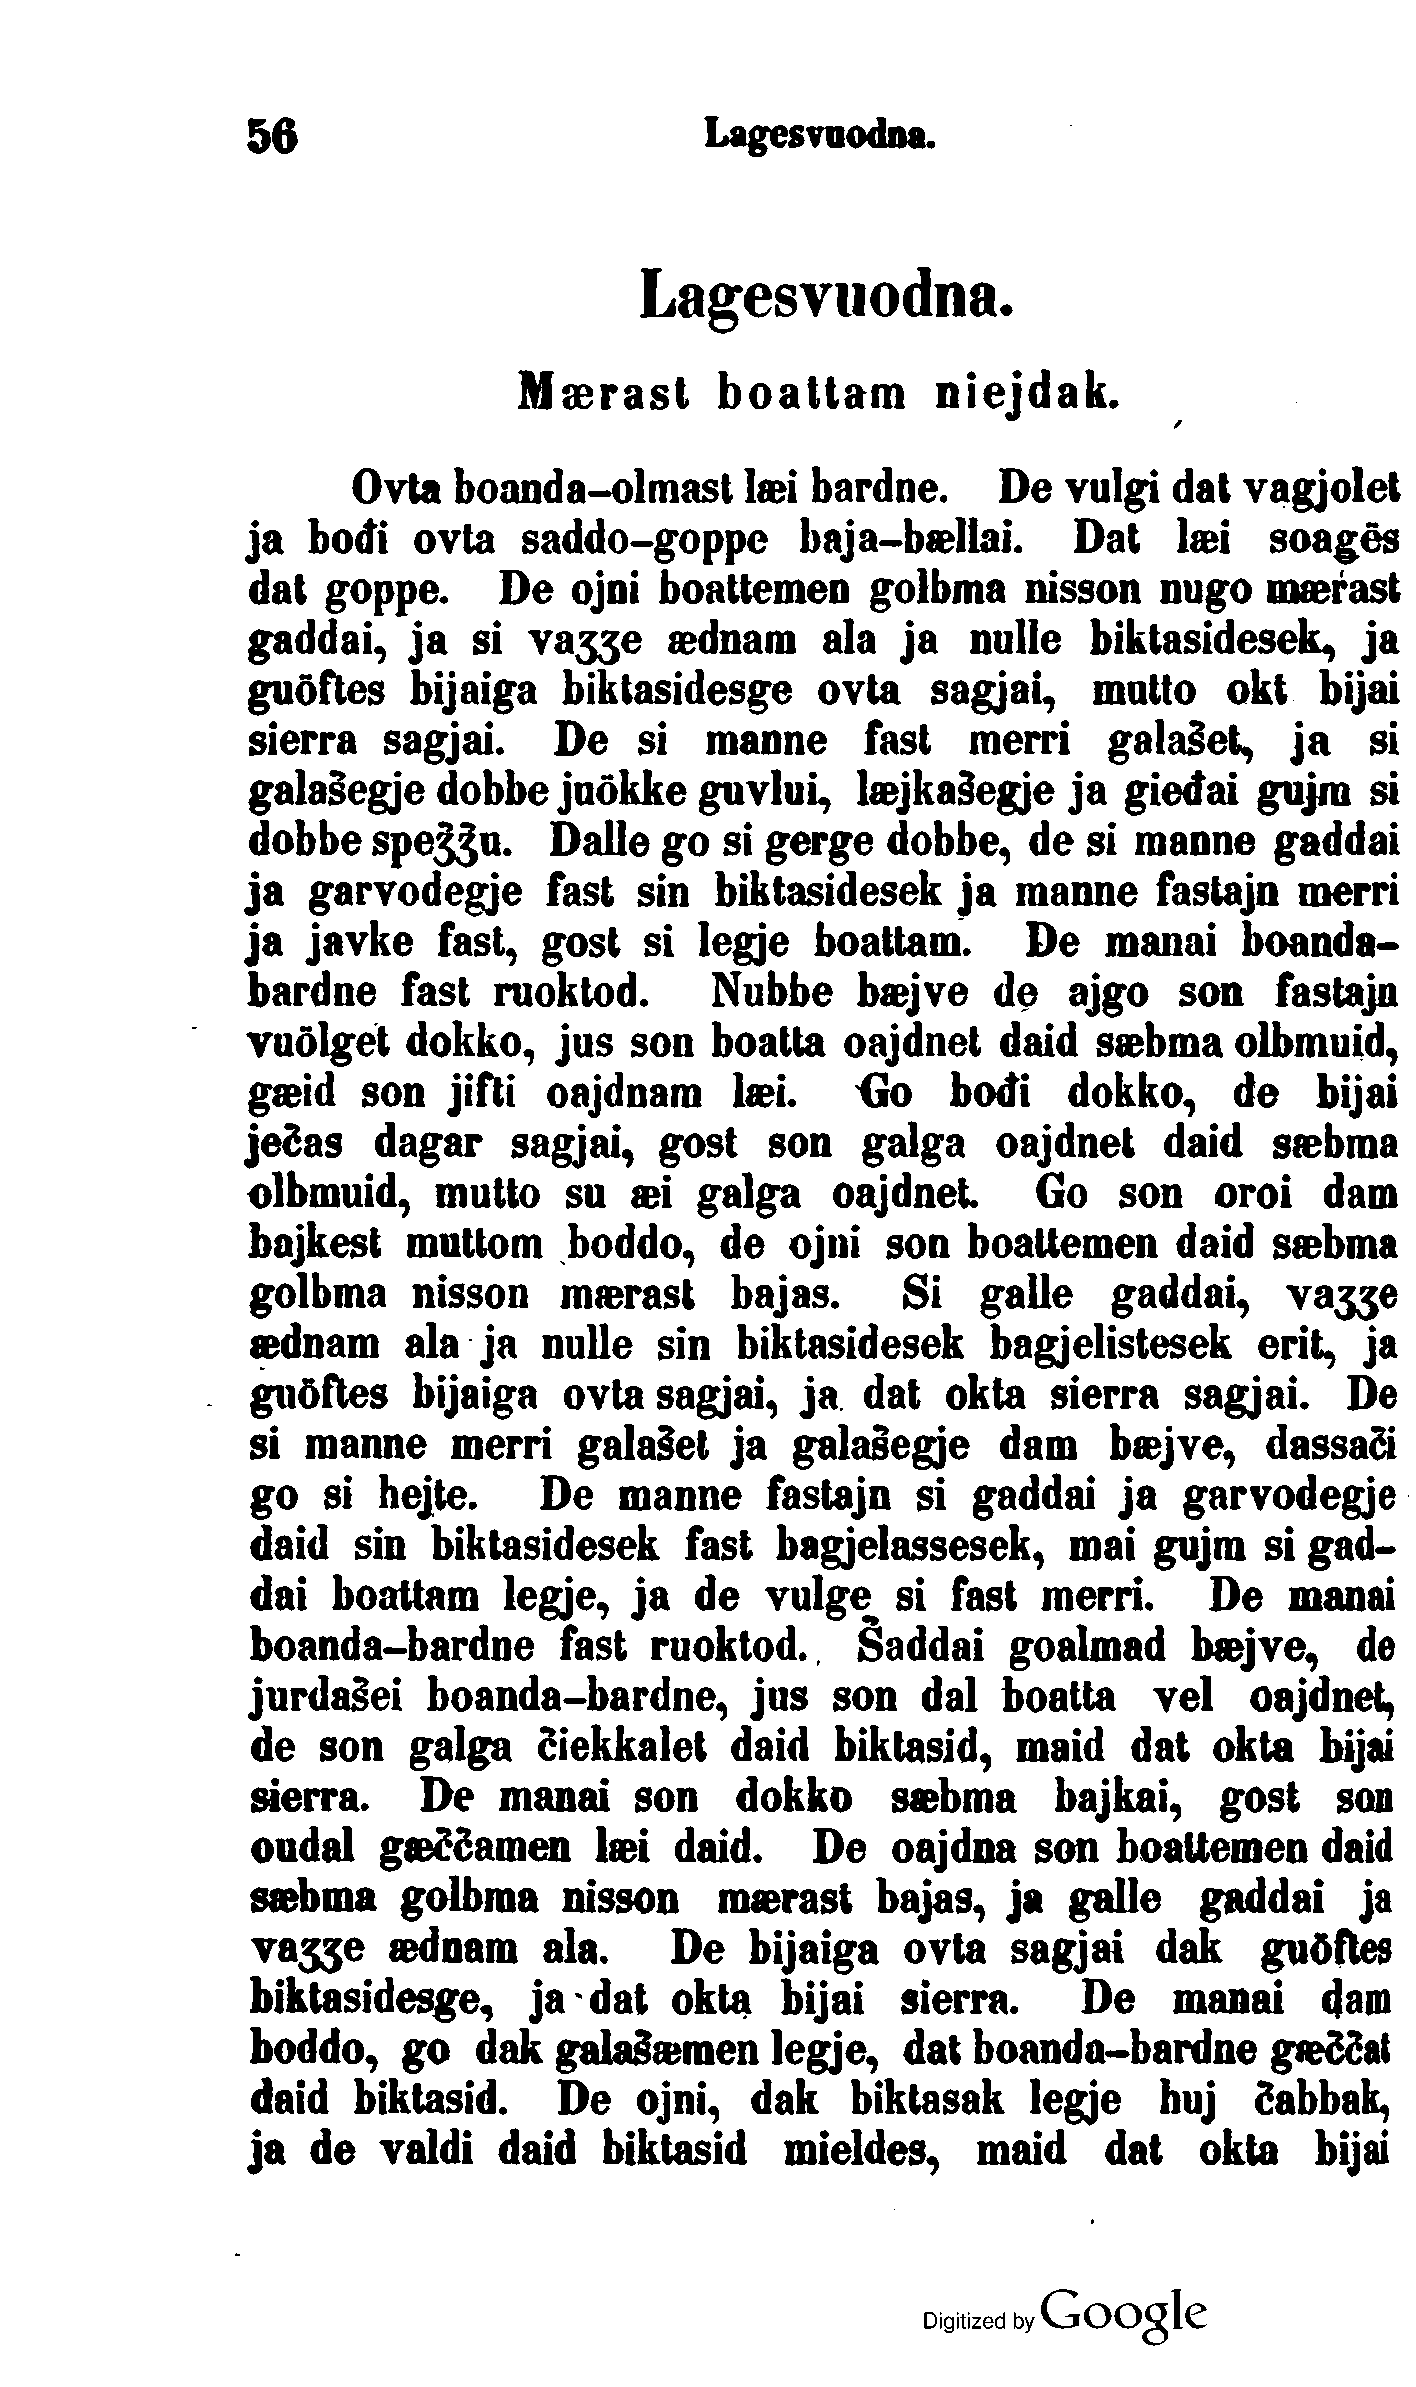 56 Lagesvuodna.
Lagesvuodna.
Mærast boattam niejdak.
Ovta boanda-olmast læi bardne. De vulgi dat vagjolet
ja bođi ovta saddo-goppe baja-bællai. Dat læi soagēs
dat goppe. De ojni boattemen golbma nisson nugo mærast
gaddai, ja si vaʒʒe ædnam ala ja nulle biktasidesek, ja
guöftes bijaiga biktasidesge ovta sagjai, mutto okt bijai
sierra sagjai. De si manne fast merri galašet, ja si
galašegje dobbe juökke guvlui, læjkašegje ja gieđai gujm si
dobbe speǯǯu. Dalle go si gerge dobbe, de si manne gaddai
ja garvodegje fast sin biktasidesek ja manne fastajn merri
ja javke fast, gost si legje boattam. De manai boanda-
bardne fast ruoktod. Nubbe bæjve de ajgo son fastajn
vuölget dokko, jus son boatta oajdnet daid sæbma olbmuid,
gæid son jifti oajdnam læi. Go bođi dokko, de bijai
ječas dagar sagjai, gost son galga oajdnet daid sæbma
olbmuid, mutto su æi galga oajdnet. Go son oroi dam
bajkest muttom boddo, de ojni son boattemen daid sæbma
golbma nisson mærast bajas. Si galle gaddai, vaʒʒe
ædnam ala ja nulle sin biktasidesek bagjelistesek erit, ja
guöftes bijaiga ovta sagjai, ja dat okta sierra sagjai. De
si manne merri galašet ja galašegje dam bæjve, dassači
go si hejte. De manne fastajn si gaddai ja garvodegje
daid sin biktasidesek fast bagjelassesek, mai gujm si gad-
dai boattam legje, ja de vulge si fast merri. De manai
boanda-bardne fast ruoktod. Šaddai goalmad bæjve, de
jurdašei boanda-bardne, jus son dal boatta vel oajdnet,
de son galga čiekkalet daid biktasid, maid dat okta bijai
sierra. De manai son dokko sæbma bajkai, gost son
oudal gæččamen læi daid. De oajdna son boattemen daid
sæbma golbma nisson mærast bajas, ja galle gaddai ja
vaʒʒe ædnam ala. De bijaiga ovta sagjai dak guöftes
biktasidesge, ja dat okta bijai sierra. De manai dam
boddo, go dak galašæmen legje, dat boanda-bardne gæččat
daid biktasid. De ojni, dak biktasak legje huj čabbak,
ja de valdi daid biktasid mieldes, maid dat okta bijai
Digitized by Google